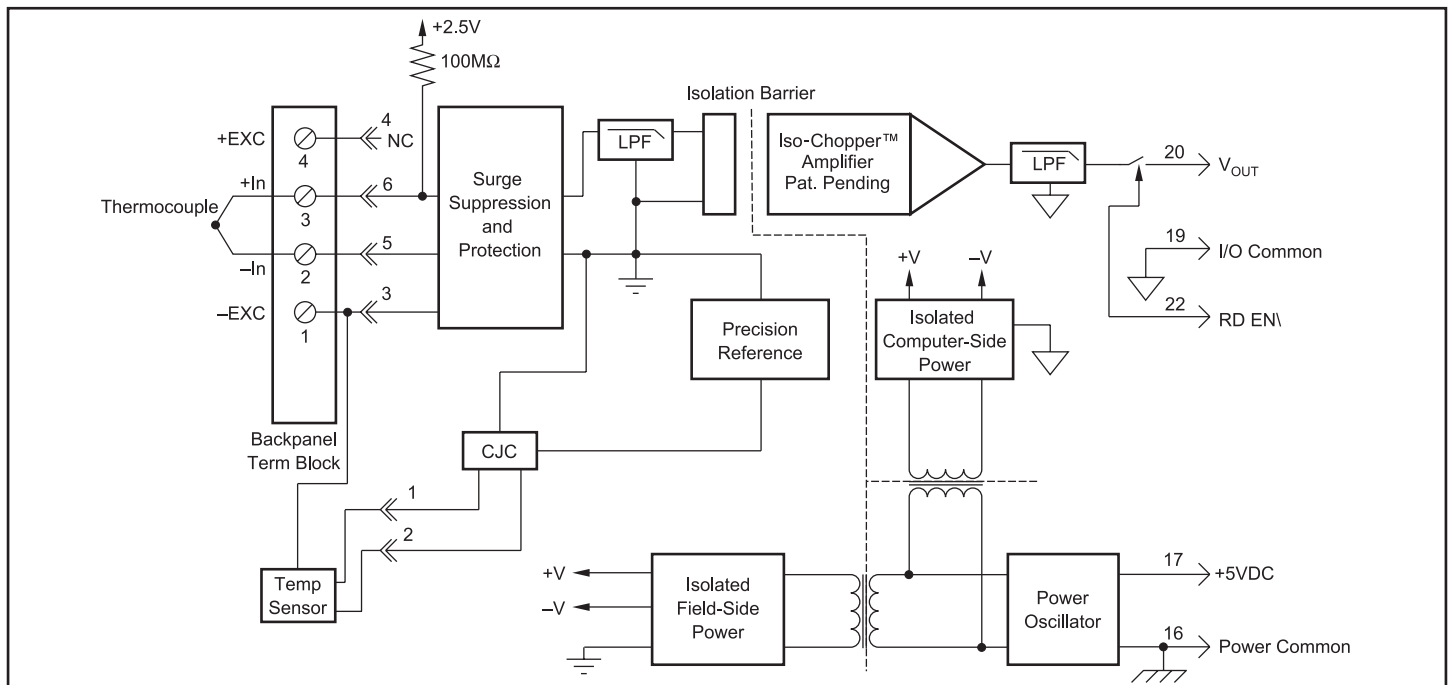 +2.5V
100MΩ
Isolation Barrier
+EXC
4
4
NC
LPF
Iso-Chopper™
Amplifier
Pat. Pending
LPF
20
VOUT
+In
3
6
Thermocouple
Surge
Suppression
and
Protection
–In
2
5
19
I/O Common
+V
–V
–EXC
1
3
22
RD EN\
Precision
Reference
Isolated
Computer-Side
Power
Backpanel
Term Block
CJC
1
2
Temp
Sensor
+V
–V
Isolated
Field-Side
Power
Power
Oscillator
17
+5VDC
16
Power Common